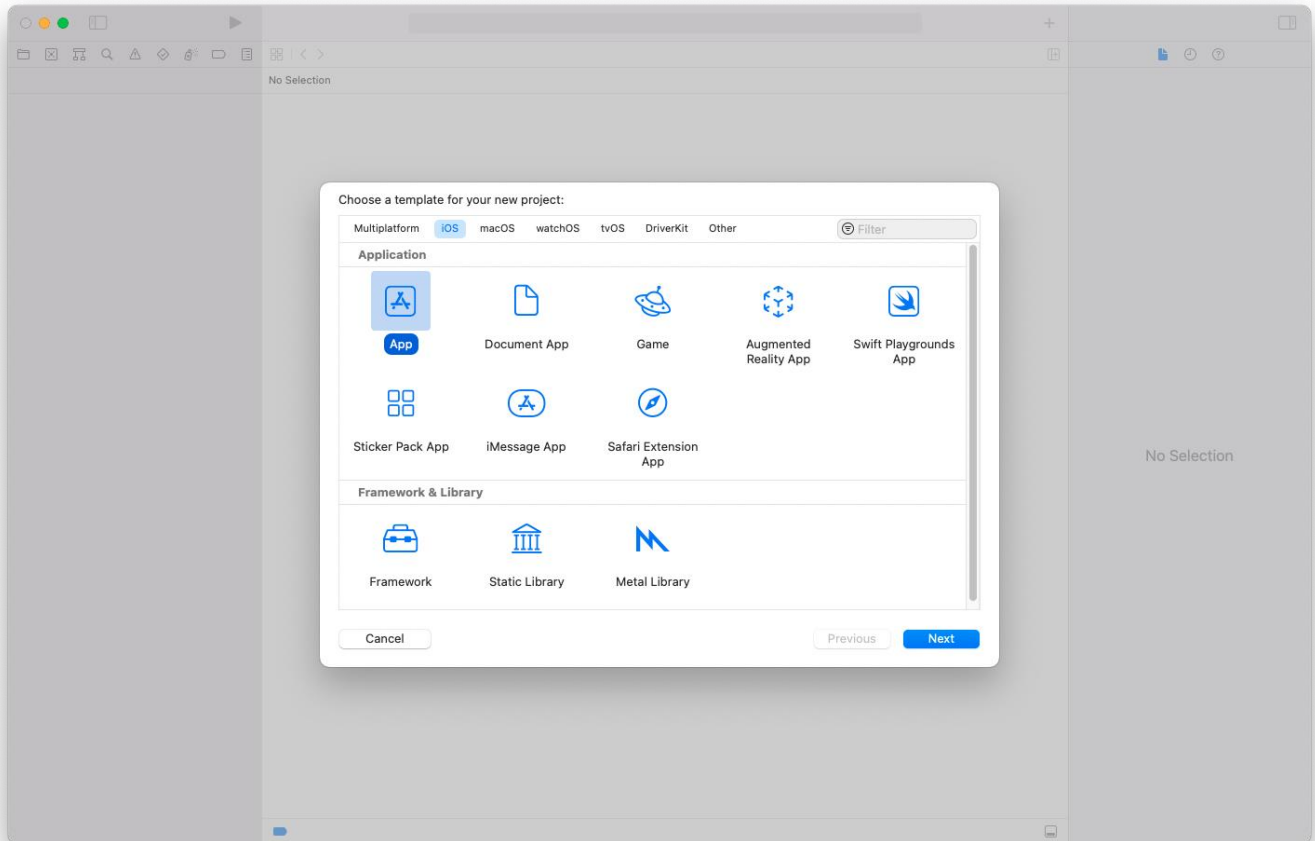 No Selection
Choose a template for your new project:
Multiplatform iOS macOS watchOS tvOS DriverKit Other Filter
Application
App Document App Game Augmented Reality App Swift Playgrounds App
Sticker Pack App iMessage App Safari Extension App
No Selection
Framework & Library
Framework Static Library Metal Library
Cancel Previous Next